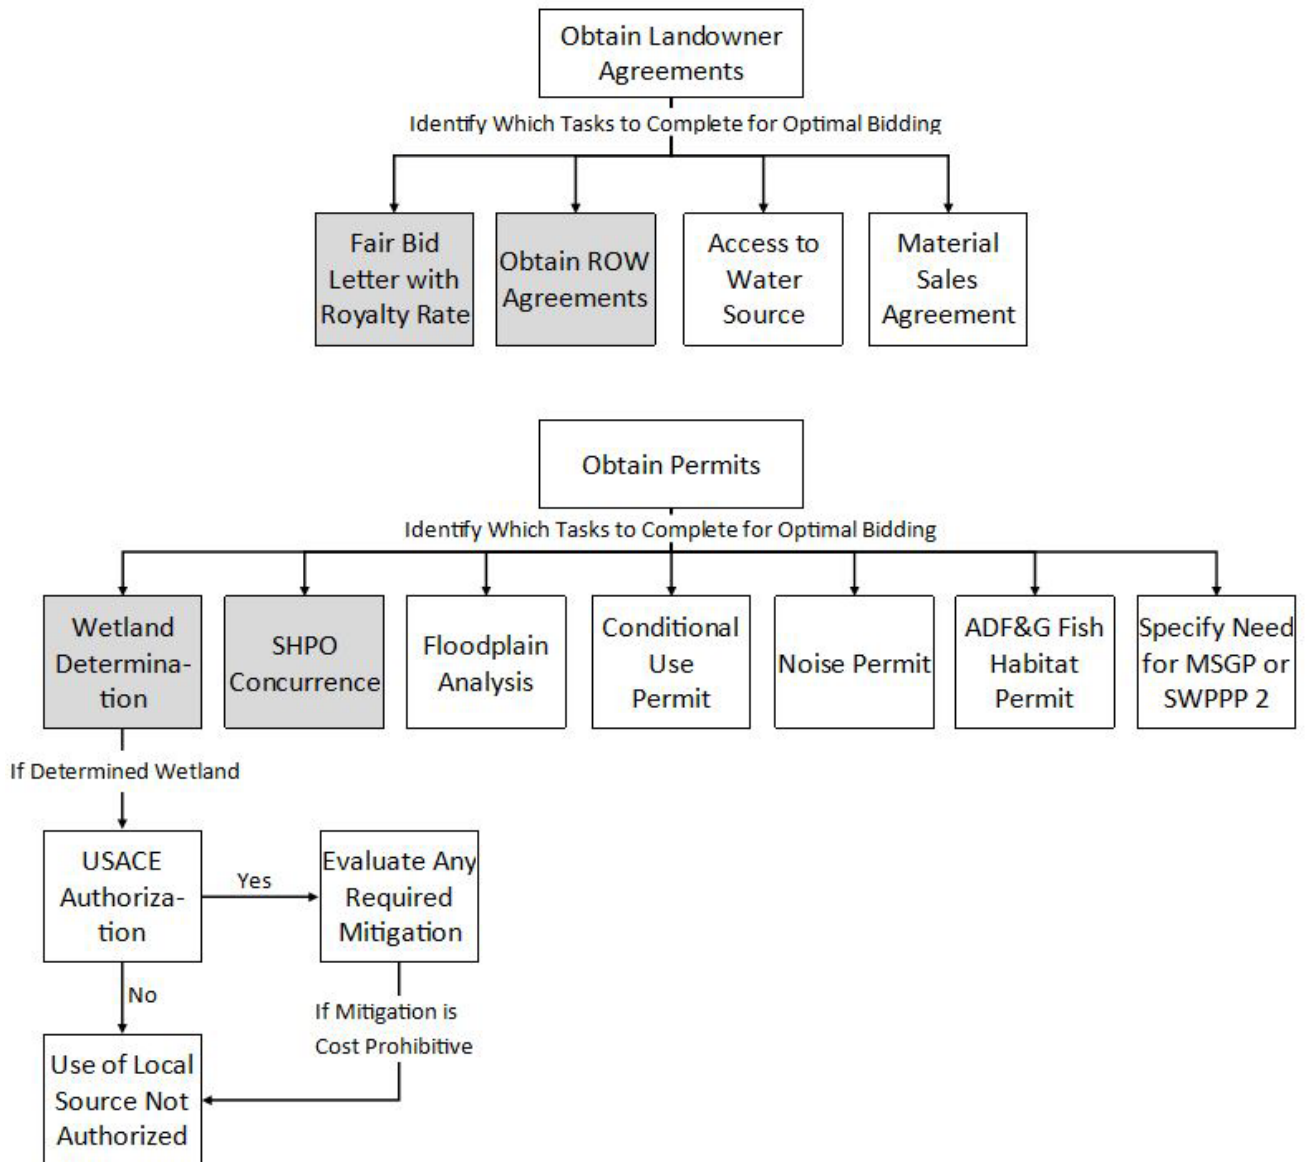 Obtain Landowner
Agreements
Identify Which Tasks to Complete for Optimal Bidding
Fair Bid
Letter with
Royalty Rate
Obtain ROW
Agreements
Access to
Water
Source
Material
Sales
Agreement
Obtain Permits
Identify Which Tasks to Complete for Optimal Bidding
Wetland
Determina-
tion
SHPO
Concurrence
Floodplain
Analysis
Conditional
Use
Permit
Noise Permit
ADF&G Fish
Habitat
Permit
Specify Need
for MSGP or
SWPPP 2
If Determined Wetland
USACE
Authoriza-
tion
Yes
Evaluate Any
Required
Mitigation
No
If Mitigation is
Cost Prohibitive
Use of Local
Source Not
Authorized